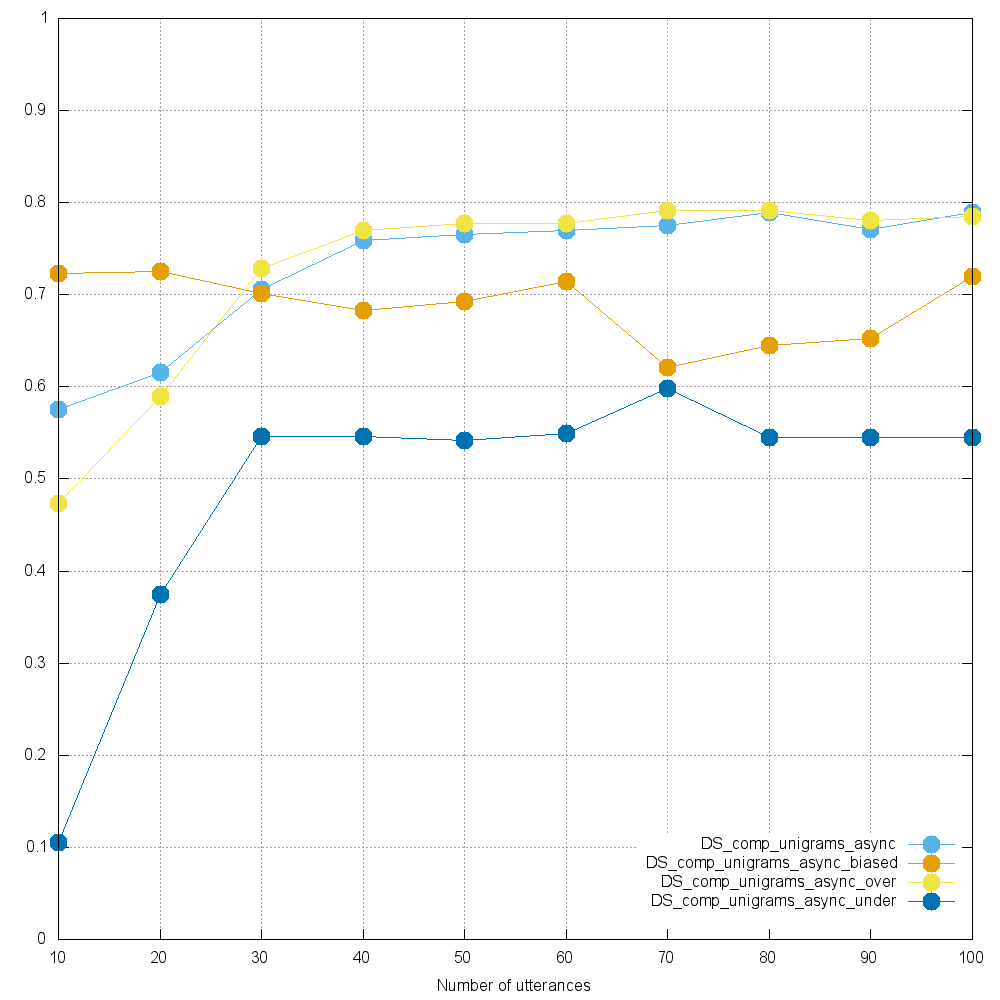 1
0.9
0.8
0.7
0.6
0.5
0.4
0.3
0.2
0.1
0
DS_comp_unigrams_async
DS_comp_unigrams_async_biased
DS_comp_unigrams_async_over
DS_comp_unigrams_async_under
10 20 30 40 50 60 70 80 90 100
Number of utterances